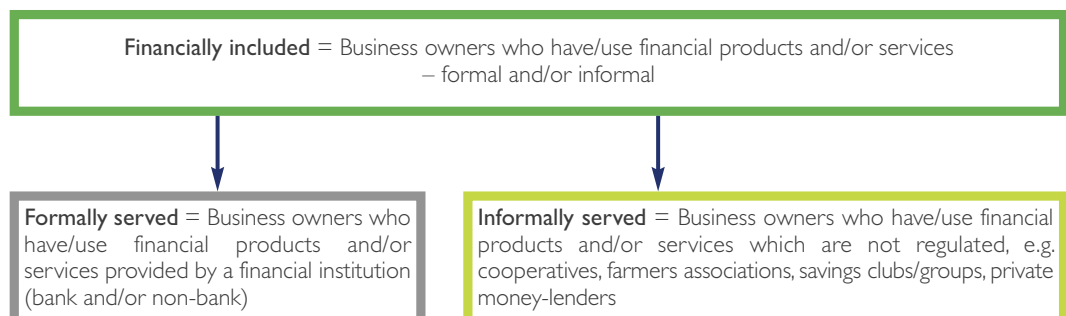 Financially included = Business owners who have/use financial products and/or services
– formal and/or informal
Formally served = Business owners who
have/use financial products and/or
services provided by a financial institution
(bank and/or non-bank)
Informally served = Business owners who have/use financial
products and/or services which are not regulated, e.g.
cooperatives, farmers associations, savings clubs/groups, private
money-lenders